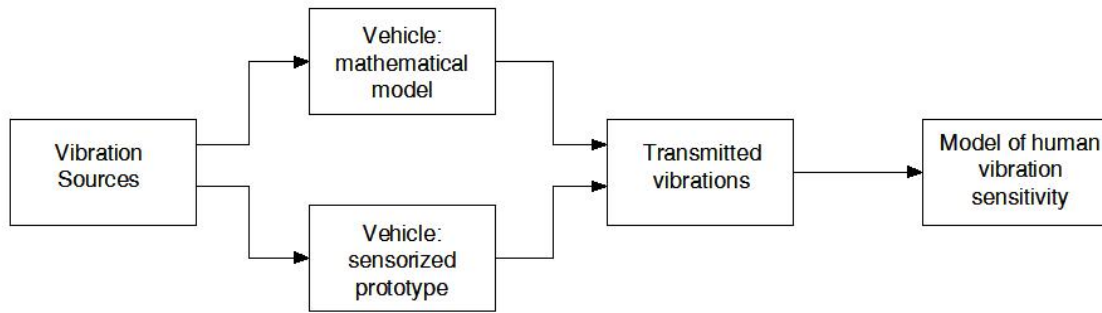 Vibration
Sources
Vehicle:
mathematical
model
Vehicle:
sensorized
prototype
Transmitted
vibrations
Model of human
vibration
sensitivity